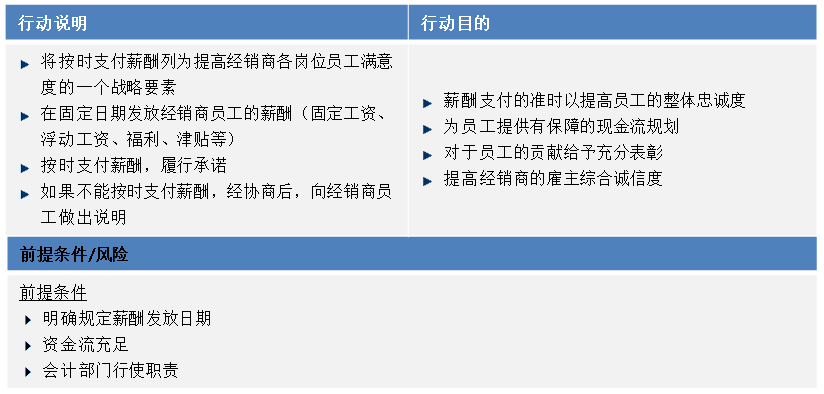 行动说明
行动目的
将按时支付薪酬列为提高经销商各岗位员工满意
度的一个战略要素
在固定日期发放经销商员工的薪酬（固定工资、
浮动工资、福利、津贴等）
按时支付薪酬，履行承诺
如果不能按时支付薪酬，经协商后，向经销商员
工做出说明
薪酬支付的准时以提高员工的整体忠诚度
为员工提供有保障的现金流规划
对于员工的贡献给予充分表彰
提高经销商的雇主综合诚信度
前提条件/风险
前提条件
明确规定薪酬发放日期
资金流充足
会计部门行使职责